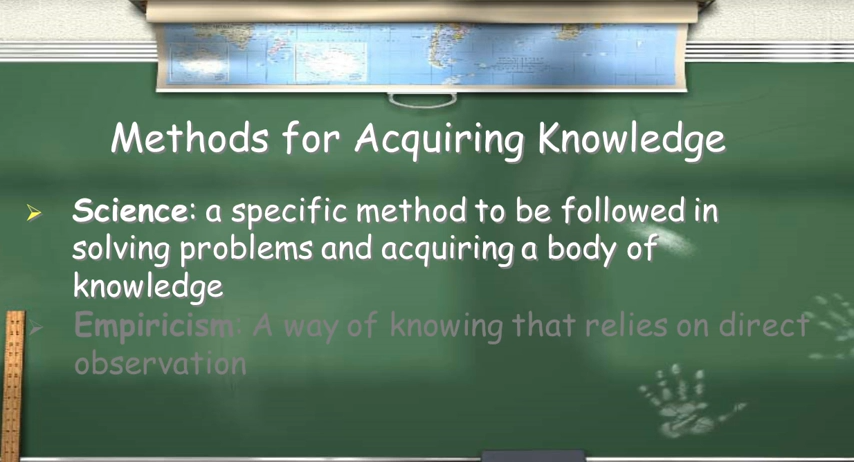 Methods for Acquiring Knowledge
Science: a specific method to be followed in
solving problems and acquiring a body of
knowledge
Empiricism: A way of knowing that relies on direct
observation